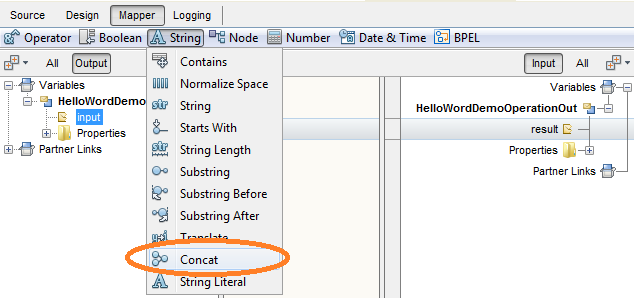 Source Design Mapper Logging
Operator Boolean String Node Number Date & Time BPEL
All Output
Input All
Variables
HelloWordDemo
input
Properties
Partner Links
Contains
Normalize Space
String
Starts With
String Length
Substring
Substring Before
Substring After
Translate
Concat
String Literal
Variables
HelloWordDemoOperationOut
result
Properties
Partner Links